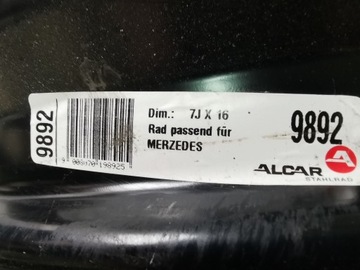 9892
Dim.: 7J X 16
Rad passend für
MERZEDES
9892
ALCAR
STAHLRAD